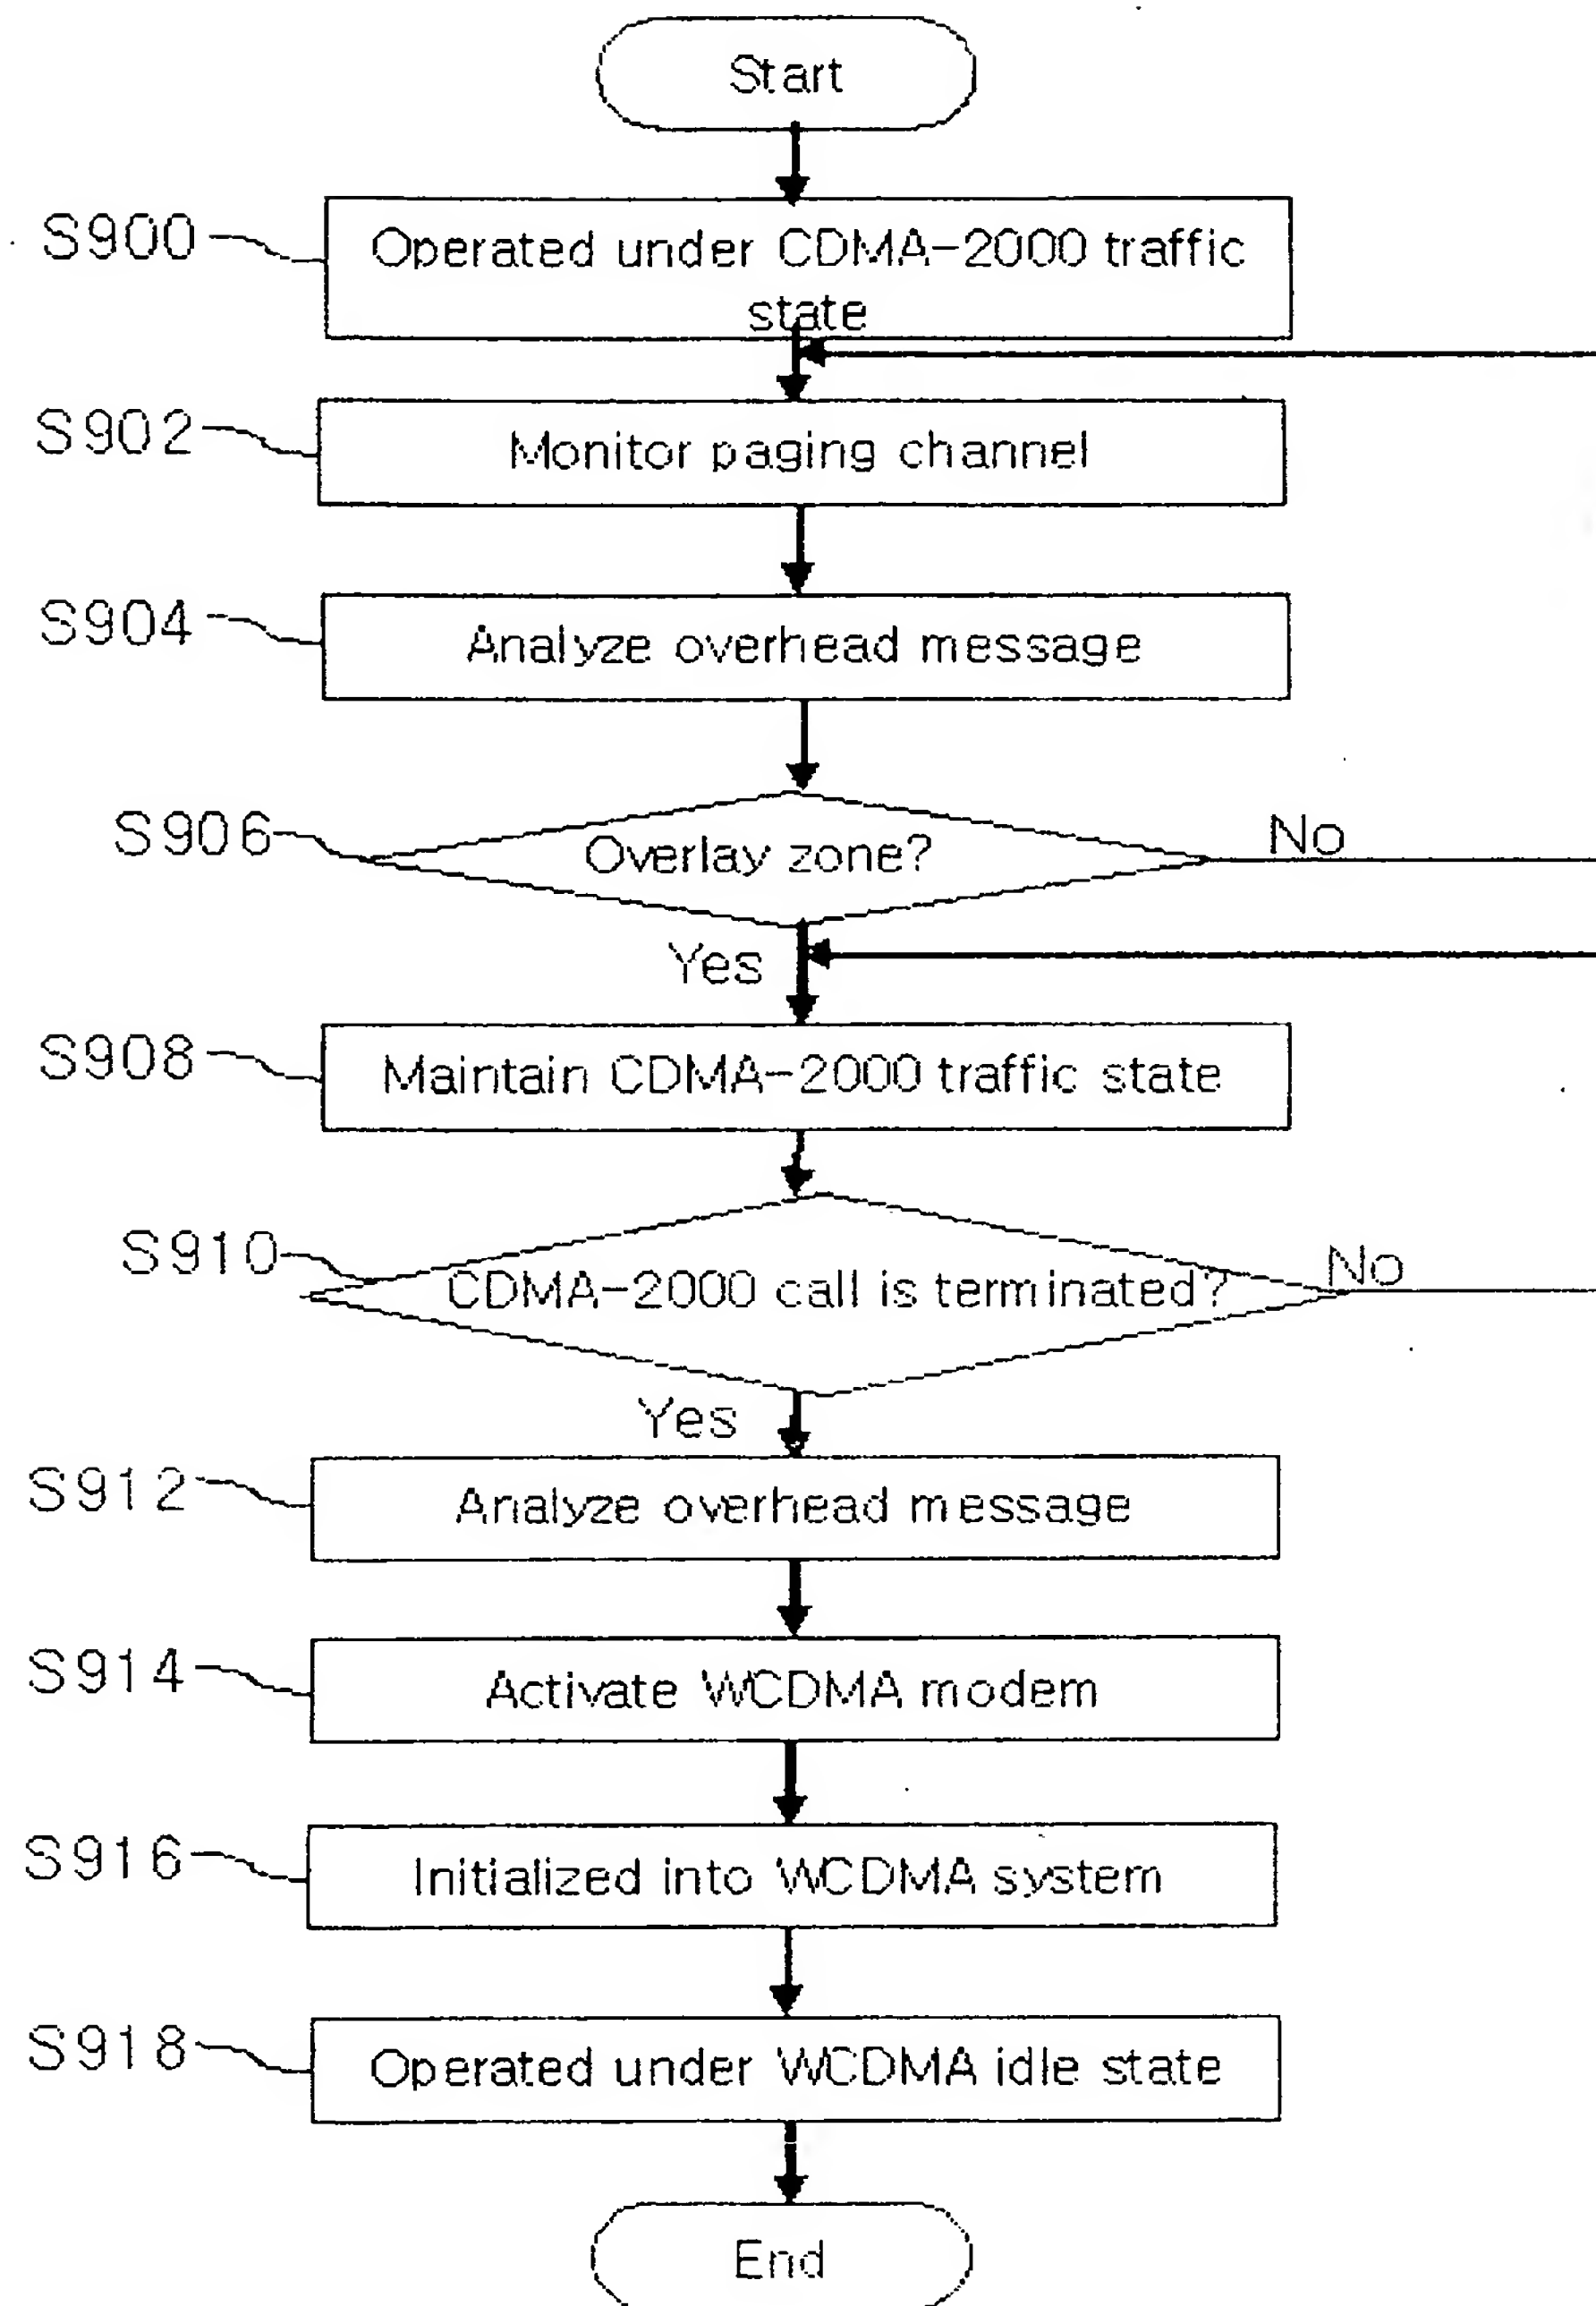 Start
S900
Operated under CDMA-2000 traffic
state
S902
Monitor paging channel
S904
Analyze overhead message
S906
Overlay zone?
No
Yes
S908
Maintain CDMA-2000 traffic state
S910
CDMA-2000 call is terminated?
No
Yes
S912
Analyze overhead message
S914
Activate WCDMA modem
S916
Initialized into WCDMA system
S918
Operated under WCDMA idle state
End